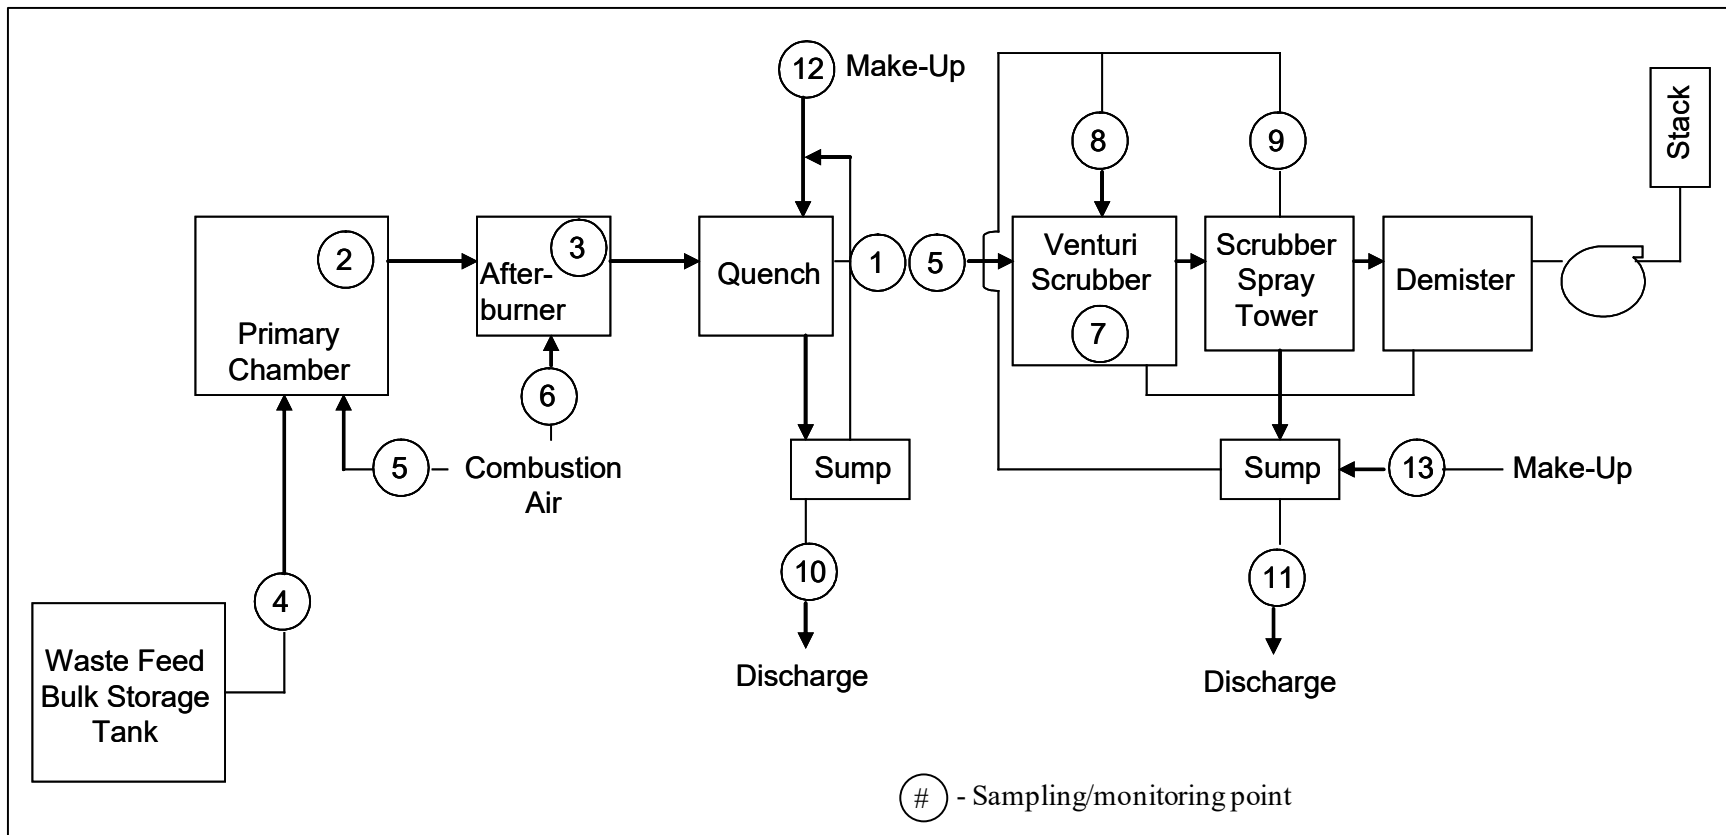 12
Make-Up
8
9
Stack
2
3
After-
burner
Primary
Chamber
Quench
1
5
Venturi
Scrubber
7
Scrubber
Spray
Tower
Demister
6
5
Combustion
Air
Sump
Sump
13
Make-Up
4
10
11
Waste Feed
Bulk Storage
Tank
Discharge
Discharge
# - Sampling/monitoring point